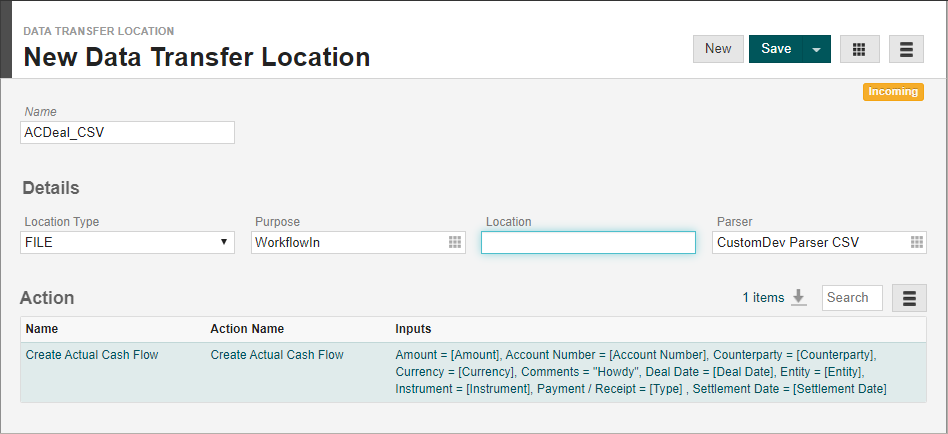 DATA TRANSFER LOCATION
New Data Transfer Location
New Save
Incoming
Name
ACDeal_CSV
Details
Location Type Purpose Location Parser
FILE WorkflowIn CustomDev Parser CSV
Action 1 items Search
Name Action Name Inputs
Create Actual Cash Flow Create Actual Cash Flow Amount = [Amount], Account Number = [Account Number], Counterparty = [Counterparty],
Currency = [Currency], Comments = "Howdy", Deal Date = [Deal Date], Entity = [Entity],
Instrument = [Instrument], Payment / Receipt = [Type] , Settlement Date = [Settlement Date]